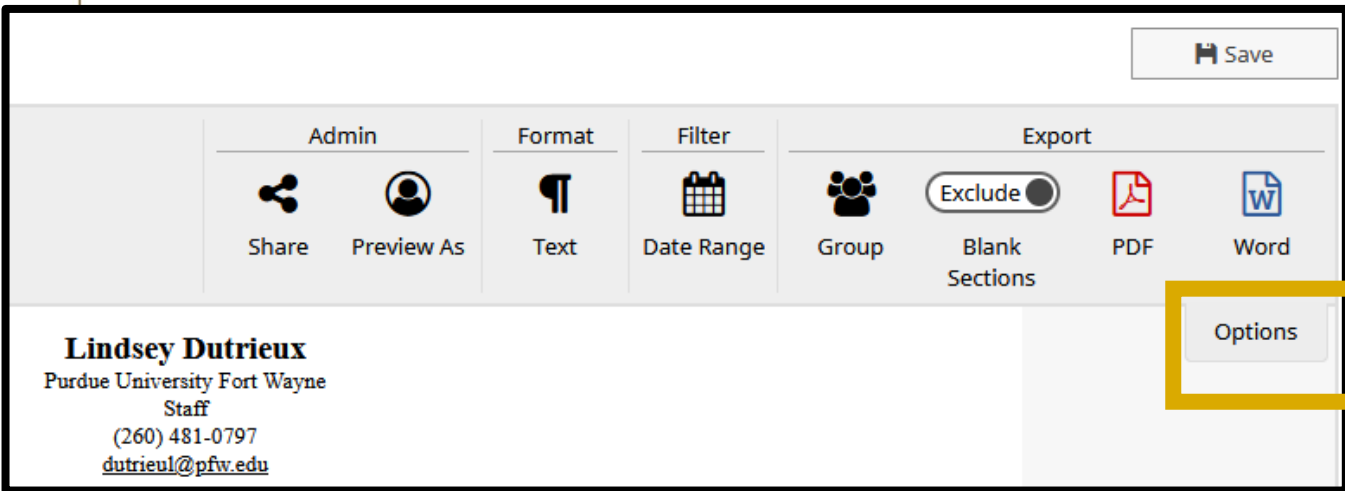 Save
Admin Format Filter Export
Exclude
Share Preview As Text Date Range Group Blank Sections PDF Word
Options
Lindsey Dutrieux
Purdue University Fort Wayne
Staff
(260) 481-0797
dutrieul@pfw.edu